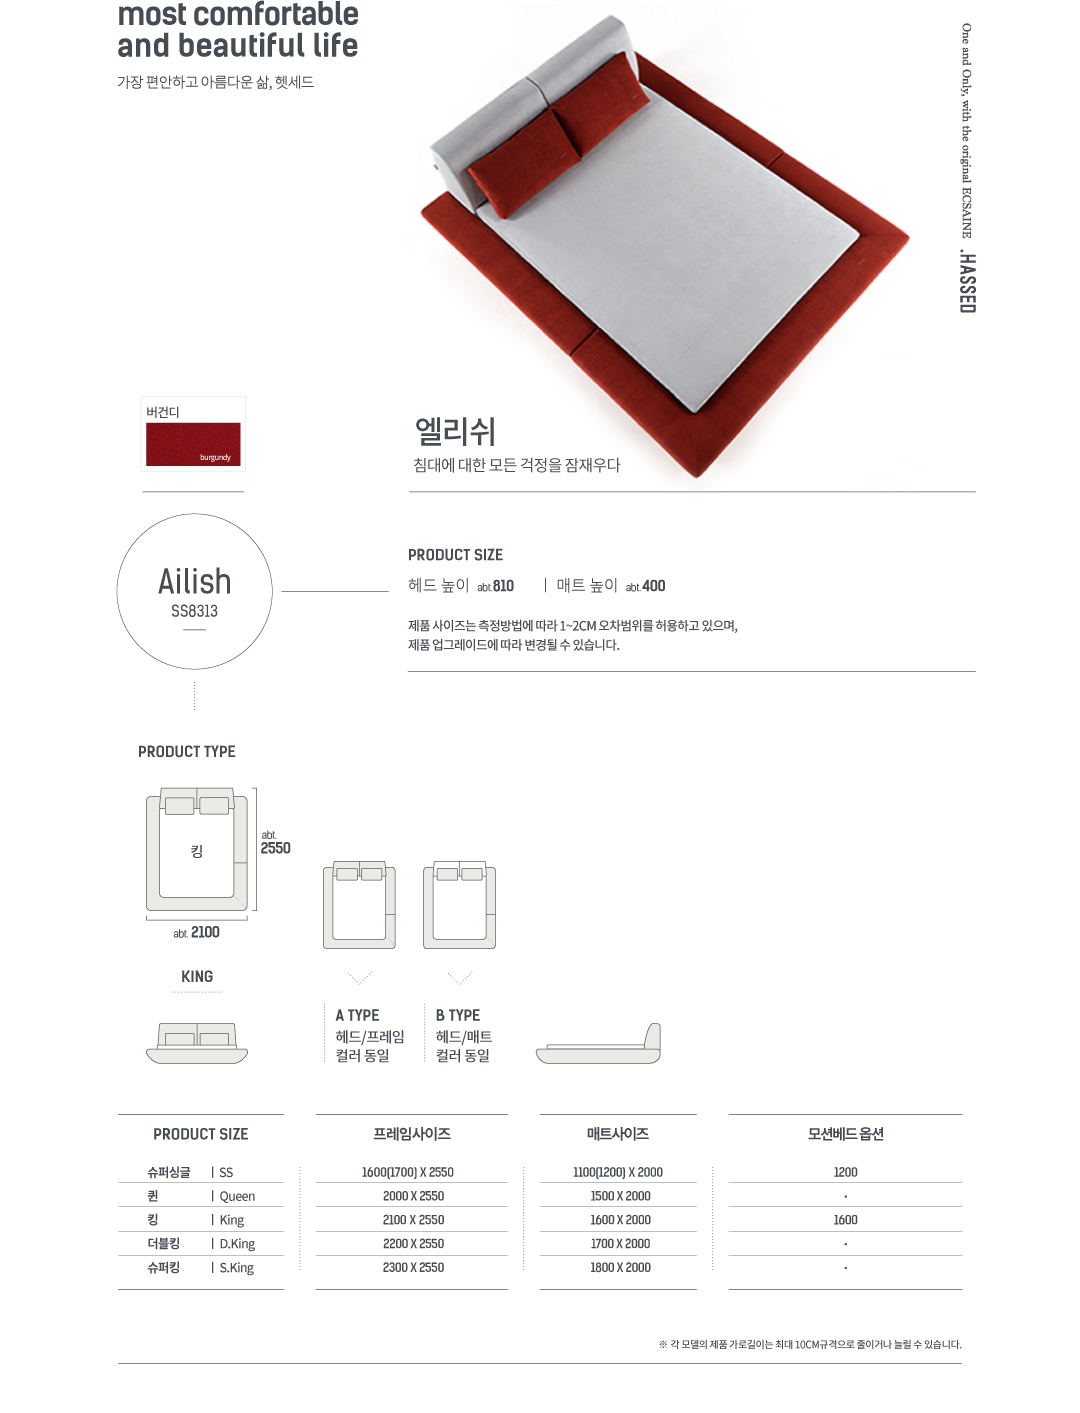 most comfortable
and beautiful life
가장 편안하고 아름다운 삶, 헷세드
One and Only, with the original ECSAINE .HASSED
버건디
burgundy
엘리쉬
침대에 대한 모든 걱정을 잠재우다
Ailish
SS8313
PRODUCT SIZE
헤드 높이 abt.810 | 매트 높이 abt.400
제품 사이즈는 측정방법에 따라 1~2CM 오차범위를 허용하고 있으며,
제품 업그레이드에 따라 변경될 수 있습니다.
PRODUCT TYPE
킹
abt.
2550
abt. 2100
KING
A TYPE
헤드/프레임
컬러 동일
B TYPE
헤드/매트
컬러 동일
PRODUCT SIZE 프레임사이즈 매트사이즈 모션베드 옵션
슈퍼싱글 | SS 1600(1700) X 2550 1100(1200) X 2000 1200
퀸 | Queen 2000 X 2550 1500 X 2000 -
킹 | King 2100 X 2550 1600 X 2000 1600
더블킹 | D.King 2200 X 2550 1700 X 2000 -
슈퍼킹 | S.King 2300 X 2550 1800 X 2000 -
※ 각 모델의 제품 가로길이는 최대 10CM규격으로 줄이거나 늘릴 수 있습니다.